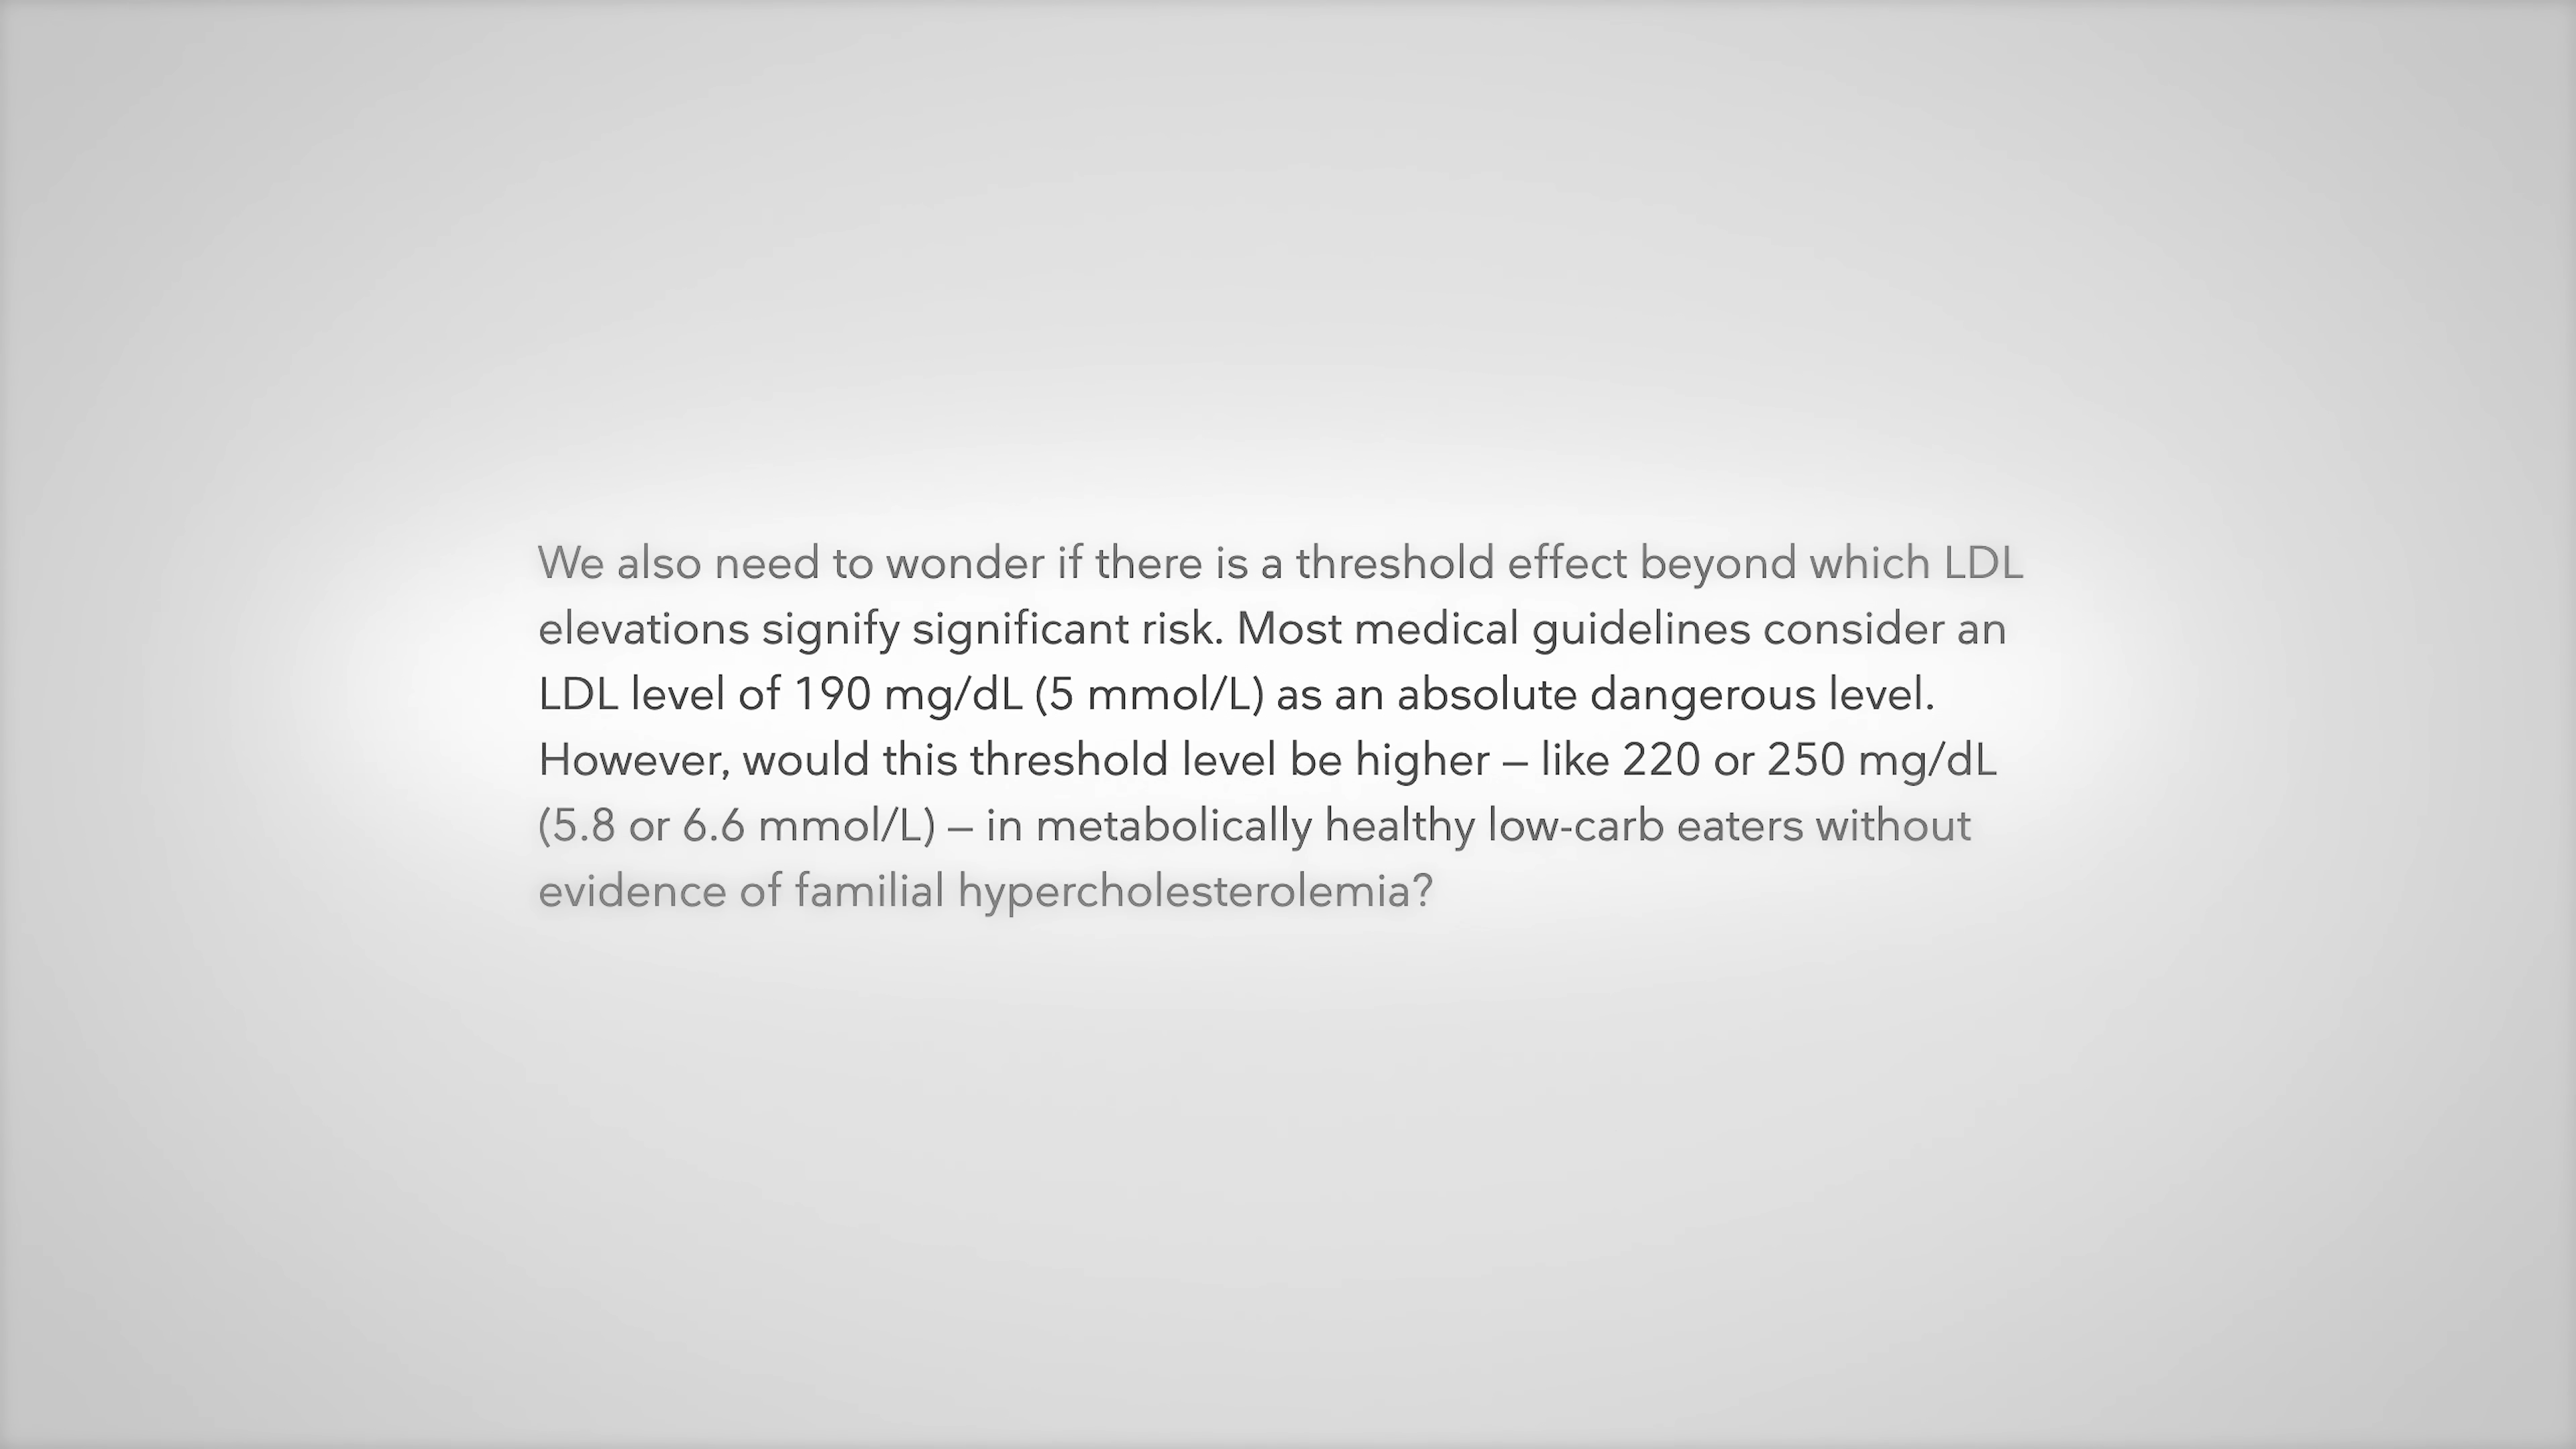 We also need to wonder if there is a threshold effect beyond which LDL
elevations signify significant risk. Most medical guidelines consider an
LDL level of 190 mg/dL (5 mmol/L) as an absolute dangerous level.
However, would this threshold level be higher – like 220 or 250 mg/dL
(5.8 or 6.6 mmol/L) – in metabolically healthy low-carb eaters without
evidence of familial hypercholesterolemia?